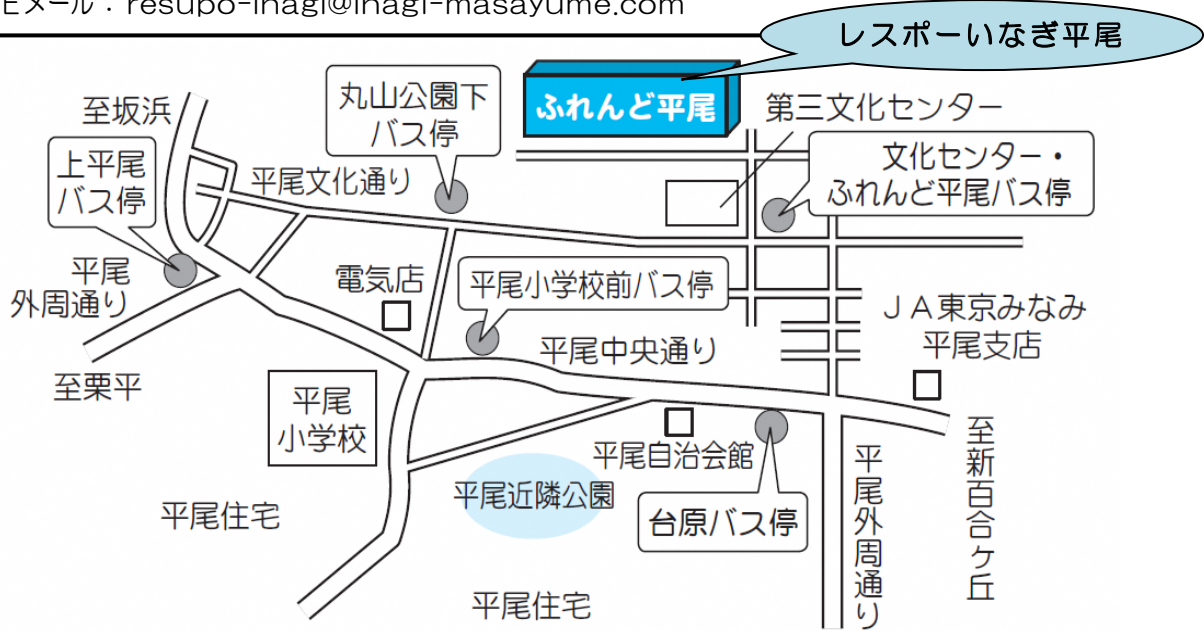 Eメール：resupo-inagi@inagi-masayume.com
レスポーいなぎ平尾
ふれんど平尾
丸山公園下
バス停
至坂浜
第三文化センター
文化センター・
ふれんど平尾バス停
上平尾
バス停
平尾文化通り
平尾
外周通り
電気店
平尾小学校前バス停
ＪＡ東京みなみ
平尾支店
平尾中央通り
至栗平
平尾
小学校
平尾自治会館
平尾近隣公園
台原バス停
平尾外周通り
至新百合ヶ丘
平尾住宅
平尾住宅